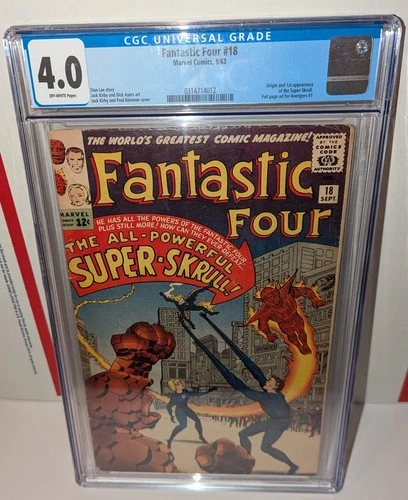 CGC UNIVERSAL GRADE
4.0
OFF-WHITE Pages
Fantastic Four #18
Marvel Comics, 9/63
Stan Lee story
Jack Kirby and Dick Ayers art
Jack Kirby and Paul Reinman cover
0314714012
Origin and 1st appearance
of the Super Skrull.
Full page ad for Avengers #1
THE WORLD'S GREATEST COMIC MAGAZINE!
APPROVED
BY THE
COMICS
CODE
AUTHORITY
Fantastic
FOUR
18
SEPT.
MARVEL
COMICS
GROUP
12¢
HE HAS ALL THE POWERS OF THE FANTASTIC FOUR...
PLUS STILL MORE! HOW CAN THEY EVER DEFEAT...
THE ALL-POWERFUL
SUPER-SKRULL!